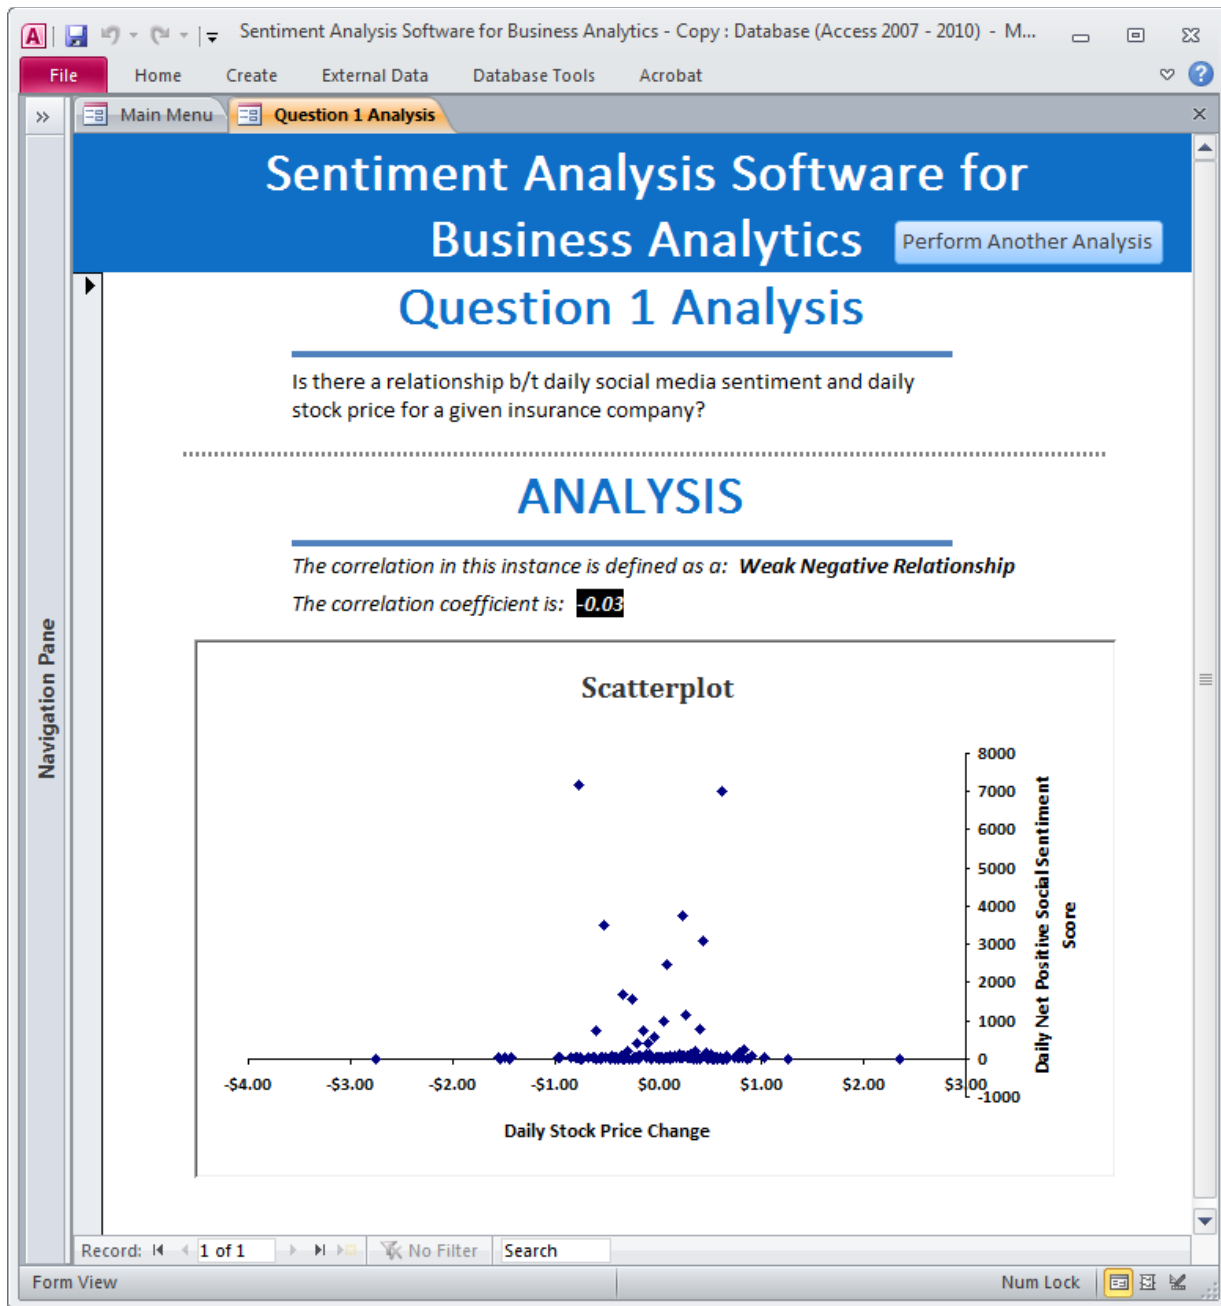 Sentiment Analysis Software for Business Analytics - Copy : Database (Access 2007 - 2010) - M...
File Home Create External Data Database Tools Acrobat
Main Menu Question 1 Analysis
Sentiment Analysis Software for
Business Analytics
Perform Another Analysis
Question 1 Analysis
Is there a relationship b/t daily social media sentiment and daily
stock price for a given insurance company?
ANALYSIS
The correlation in this instance is defined as a: Weak Negative Relationship
The correlation coefficient is: -0.03
Navigation Pane
Scatterplot
8000
7000
6000
5000
4000
3000
2000
1000
0
-1000
Daily Net Positive Social Sentiment
Score
-$4.00 -$3.00 -$2.00 -$1.00 $0.00 $1.00 $2.00 $3.00
Daily Stock Price Change
Record: 1 of 1 No Filter Search
Form View Num Lock